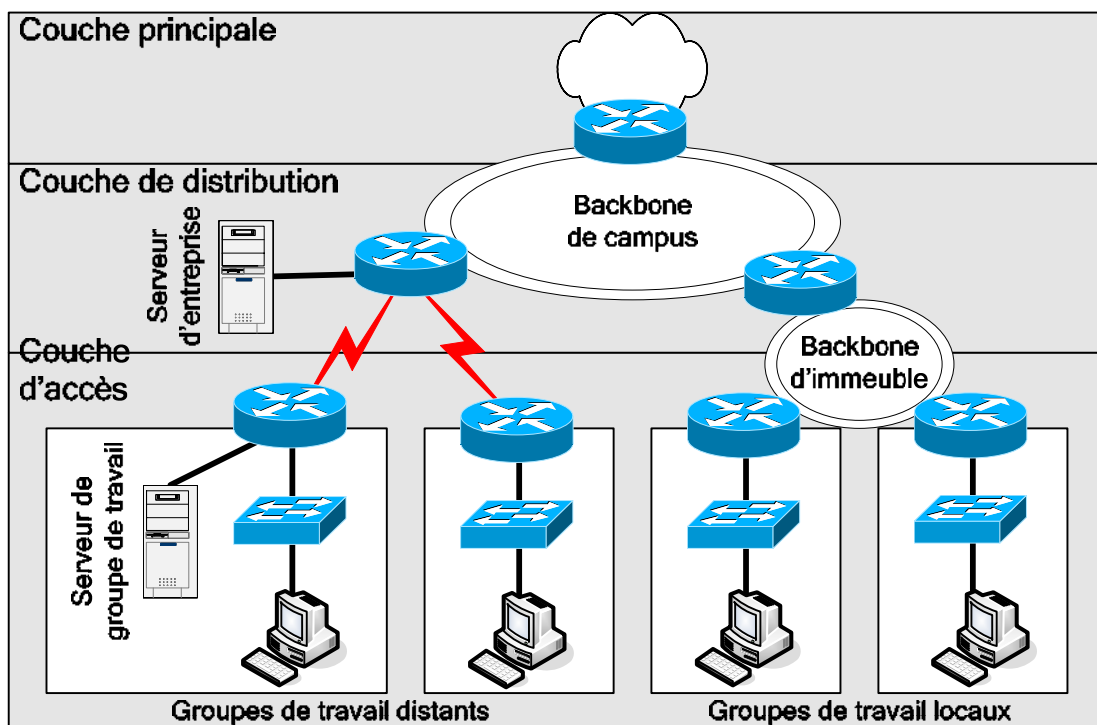 Couche principale
Couche de distribution
Backbone
de campus
Serveur
d'entreprise
Couche
d'accès
Backbone
d'immeuble
Serveur de
groupe de travail
Groupes de travail distants
Groupes de travail locaux